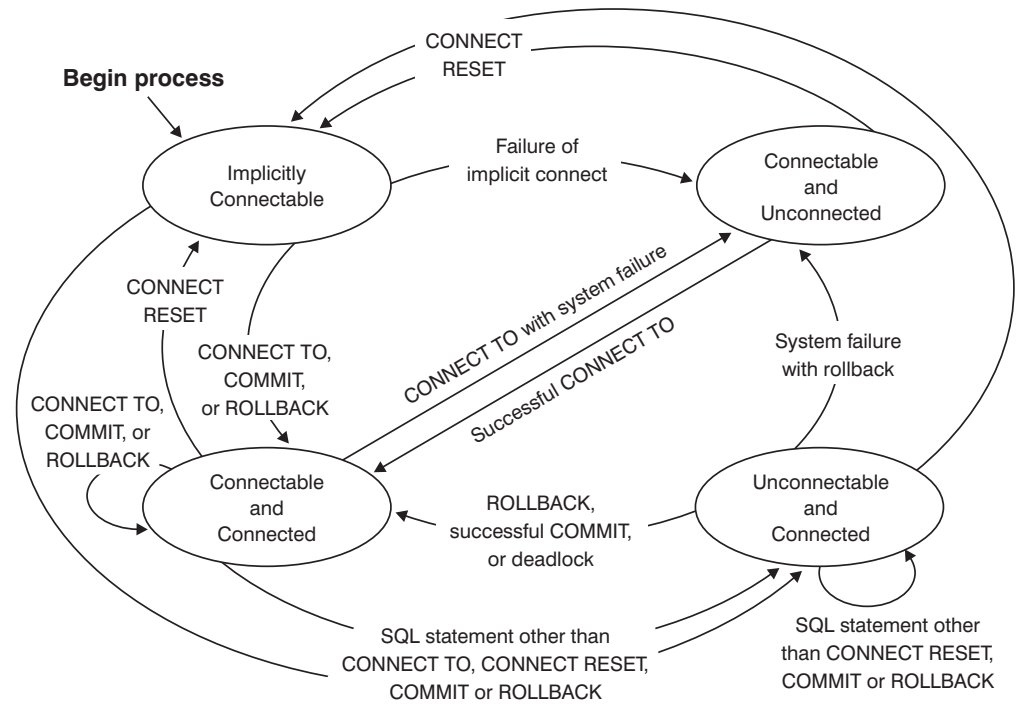 CONNECT
RESET
Begin process
Implicitly
Connectable
Failure of
implicit connect
Connectable
and
Unconnected
CONNECT
RESET
CONNECT TO,
COMMIT,
or ROLLBACK
CONNECT TO with system failure
Successful CONNECT TO
System failure
with rollback
CONNECT TO,
COMMIT, or
ROLLBACK
Connectable
and
Connected
ROLLBACK,
successful COMMIT,
or deadlock
Unconnectable
and
Connected
SQL statement other than
CONNECT TO, CONNECT RESET,
COMMIT or ROLLBACK
SQL statement other
than CONNECT RESET,
COMMIT or ROLLBACK